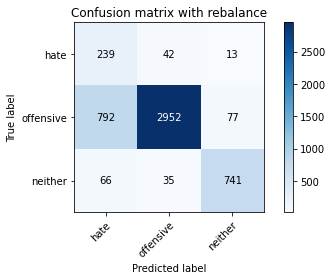 Confusion matrix with rebalance
True label
hate
offensive
neither
239 42 13
792 2952 77
66 35 741
hate
offensive
neither
Predicted label
2500
2000
1500
1000
500